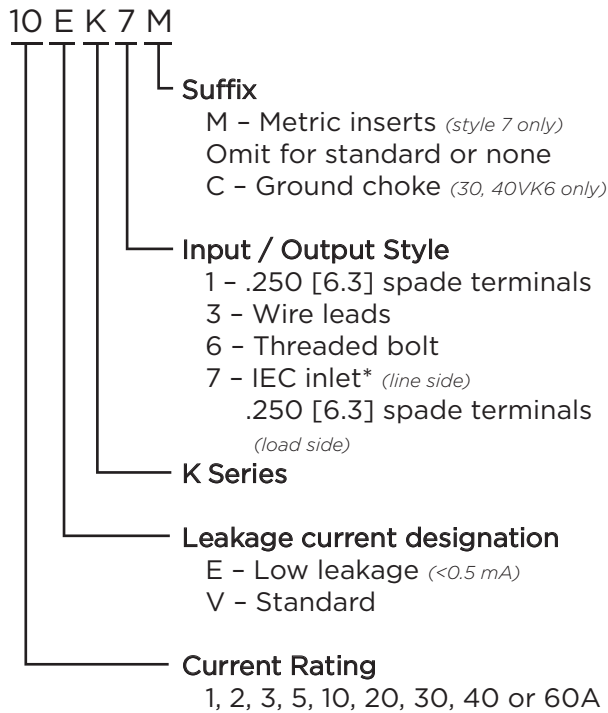 10 E K 7 M
Suffix
M – Metric inserts (style 7 only)
Omit for standard or none
C – Ground choke (30, 40VK6 only)
Input / Output Style
1 – .250 [6.3] spade terminals
3 – Wire leads
6 – Threaded bolt
7 – IEC inlet* (line side)
.250 [6.3] spade terminals
(load side)
K Series
Leakage current designation
E – Low leakage (<0.5 mA)
V – Standard
Current Rating
1, 2, 3, 5, 10, 20, 30, 40 or 60A